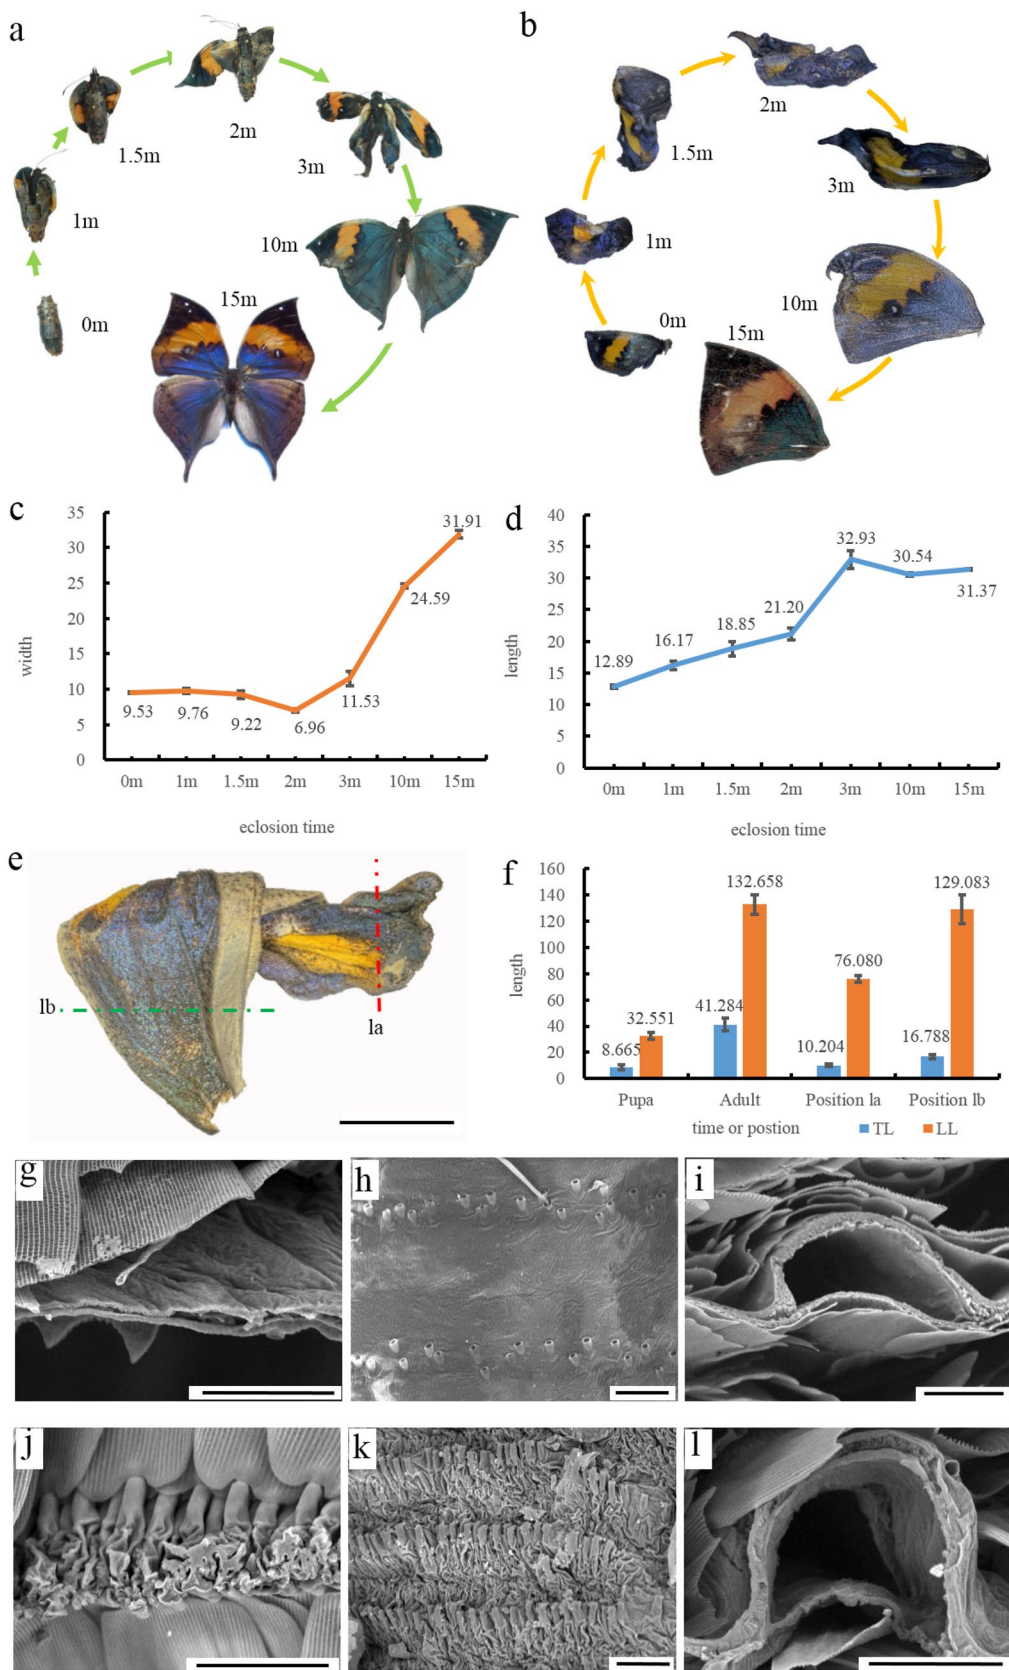 a
b
2m
2m
1.5m
1.5m
3m
3m
1m
1m
10m
10m
15m
0m
15m
0m
c
35
30
25
20
15
10
5
0
width
9.53
9.76
9.22
6.96
11.53
24.59
31.91
0m 1m 1.5m 2m 3m 10m 15m
eclosion time
d
40
35
30
25
20
15
10
5
0
length
12.89
16.17
18.85
21.20
32.93
30.54
31.37
0m 1m 1.5m 2m 3m 10m 15m
eclosion time
e
lb
la
f
160
140
120
100
80
60
40
20
0
length
8.665
32.551
41.284
132.658
10.204
76.080
16.788
129.083
Pupa Adult Position la Position lb
time or postion TL LL
g
h
i
j
k
l